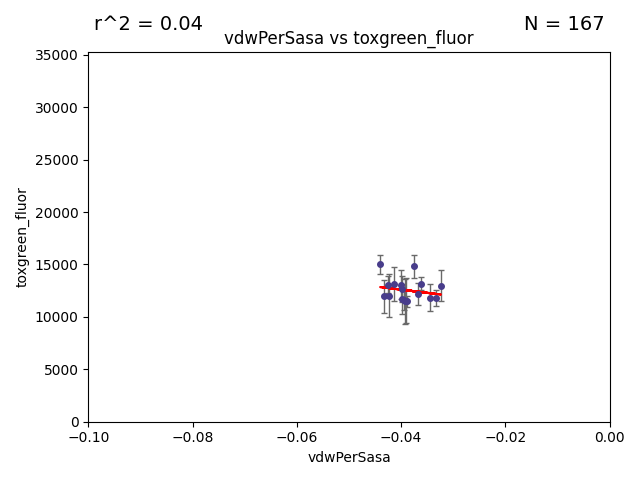 r^2 = 0.04
N = 167
vdwPerSasa vs toxgreen_fluor
35000
30000
25000
20000
15000
10000
5000
0
toxgreen_fluor
−0.10
−0.08
−0.06
−0.04
−0.02
0.00
vdwPerSasa